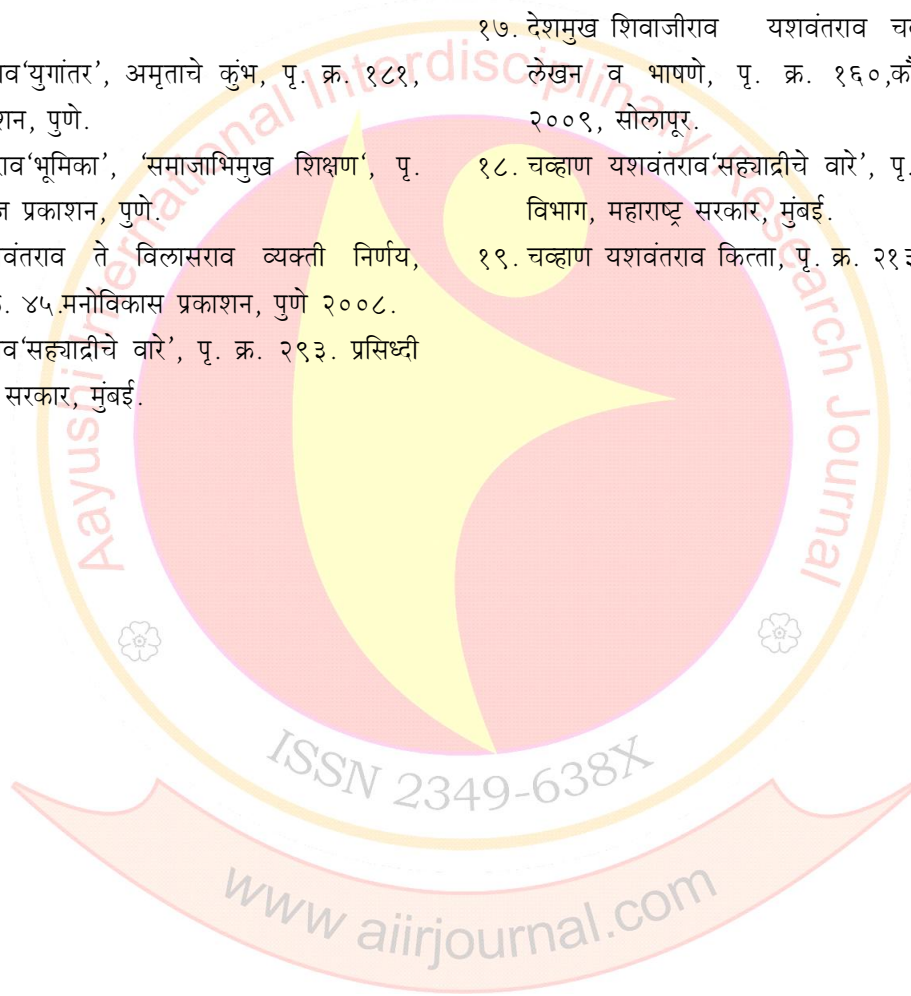 ाव‘युगांतर’, अमृताचे कुंभ, पृ. क्र. १८१,
शन, पुणे.
ाव‘भूमिका’, ‘समाजाभिमुख शिक्षण‘, पृ.
प्रकाशन, पुणे.
वंतराव ते विलासराव व्यक्ती निर्णय,
. ४५.मनोविकास प्रकाशन, पुणे २००८.
व‘सह्याद्रीचे वारे’, पृ. क्र. २९३. प्रसिध्दी
सरकार, मुंबई.
१७. देशमुख शिवाजीराव यशवंतराव च
लेखन व भाषणे, पृ. क्र. १६०,कौ
२००९, सोलापूर.
१८. चव्हाण यशवंतराव‘सह्याद्रीचे वारे’, पृ.
विभाग, महाराष्ट्र सरकार, मुंबई.
१९. चव्हाण यशवंतराव कित्ता, पृ. क्र. २१३
Aayushi International Interdisciplinary Research Journal
ISSN 2349-638X
www aiirjournal.com